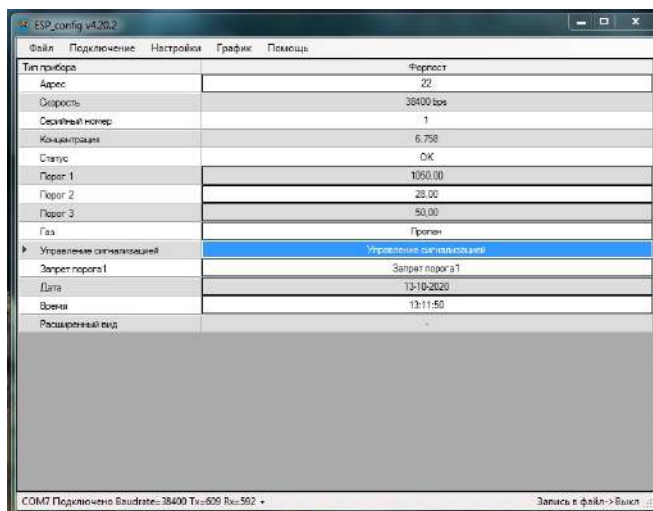 ESP_config v4.20.2
Файл Подключение Настройки График Помощь
Тип прибора Форпост
Адрес 22
Скорость 38400 bps
Серийный номер 1
Концентрация 6.758
Статус OK
Порог 1 1050.00
Порог 2 28.00
Порог 3 50,00
Газ Пропан
Управление сигнализацией Управление сигнализацией
Запрет порога1 Запрет порога1
Дата 13-10-2020
Время 13:11:50
Расширенный вид -
COM7 Подключено Baudrate=38400 Tx=609 Rx=592 Запись в файл->Выкл